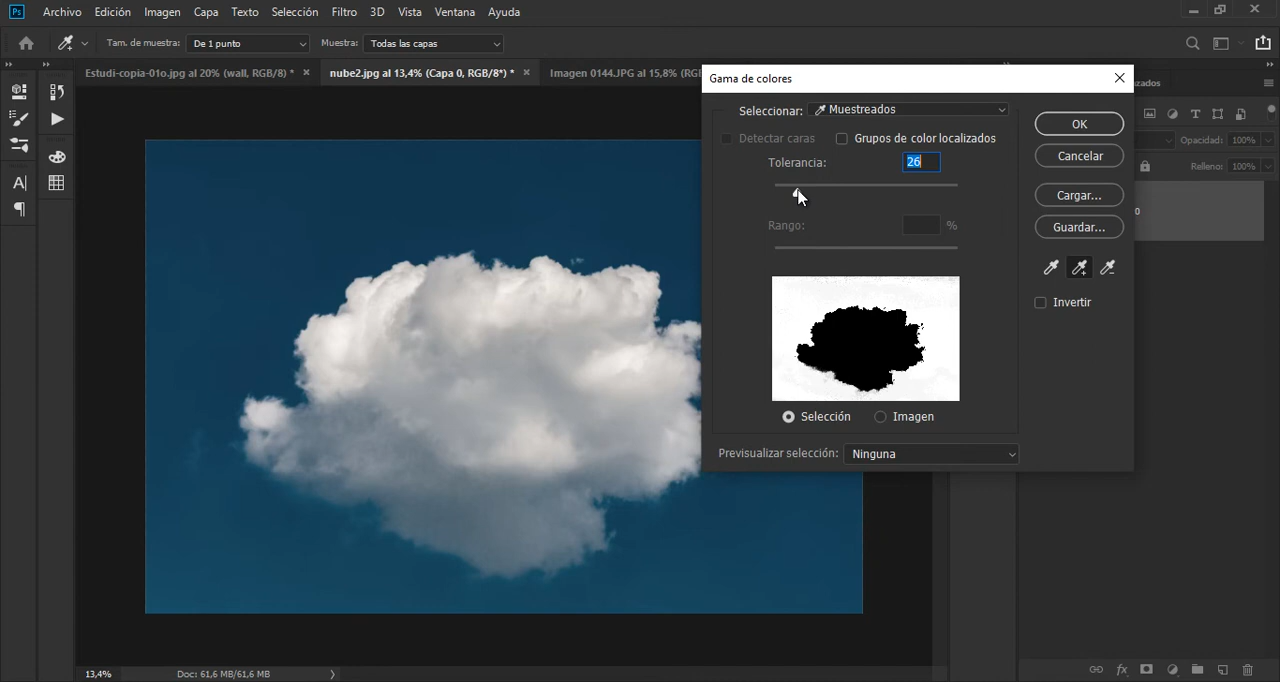 Ps Archivo Edición Imagen Capa Texto Selección Filtro 3D Vista Ventana Ayuda
Tam. de muestra: De 1 punto Muestra: Todas las capas
Estudi-copia-01o.jpg al 20% (wall, RGB/8) * × nube2.jpg al 13,4% (Capa 0, RGB/8*) * × Imagen 0144.JPG al 15,8% (RG
Gama de colores
Seleccionar: Muestreados
Detectar caras Grupos de color localizados
Tolerancia: 26
Rango: %
Selección Imagen
Previsualizar selección: Ninguna
OK
Cancelar
Cargar...
Guardar...
Invertir
Opacidad: 100%
Relleno: 100%
13,4% Doc: 61,6 MB/61,6 MB